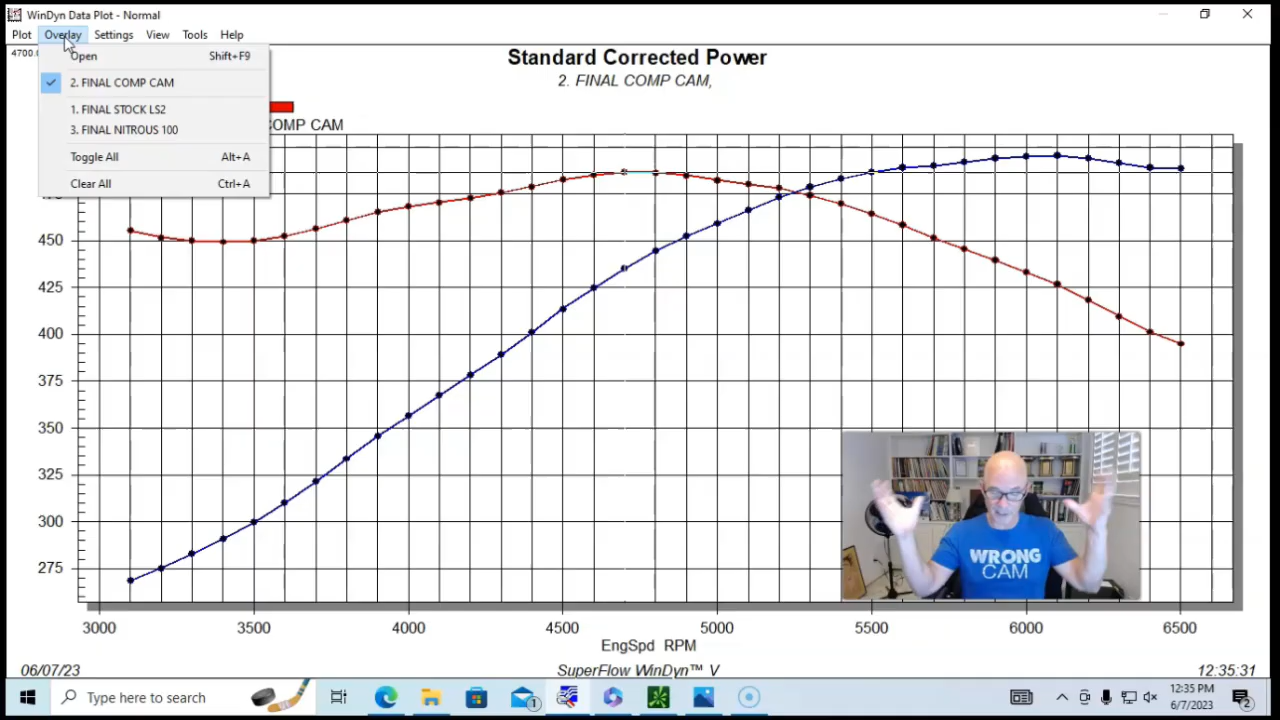 WinDyn Data Plot - Normal
Plot Overlay Settings View Tools Help
4700.
Open Shift+F9
2. FINAL COMP CAM
1. FINAL STOCK LS2
3. FINAL NITROUS 100
Toggle All Alt+A
Clear All Ctrl+A
Standard Corrected Power
2. FINAL COMP CAM,
COMP CAM
450
425
400
375
350
325
300
275
3000 3500 4000 4500 5000 5500 6000 6500
EngSpd RPM
WRONG
CAM
06/07/23 SuperFlow WinDyn™ V 12:35:31
Type here to search
1
12:35 PM
6/7/2023
2